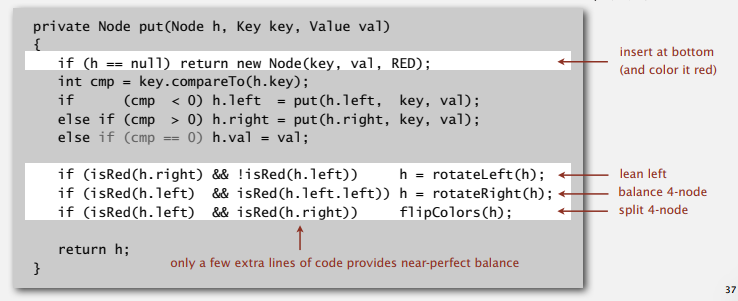 private Node put(Node h, Key key, Value val)
{
if (h == null) return new Node(key, val, RED);
insert at bottom
(and color it red)
int cmp = key.compareTo(h.key);
if (cmp < 0) h.left = put(h.left, key, val);
else if (cmp > 0) h.right = put(h.right, key, val);
else if (cmp == 0) h.val = val;
if (isRed(h.right) && !isRed(h.left)) h = rotateLeft(h);
lean left
if (isRed(h.left) && isRed(h.left.left)) h = rotateRight(h);
balance 4-node
if (isRed(h.left) && isRed(h.right)) flipColors(h);
split 4-node
return h;
only a few extra lines of code provides near-perfect balance
}
37